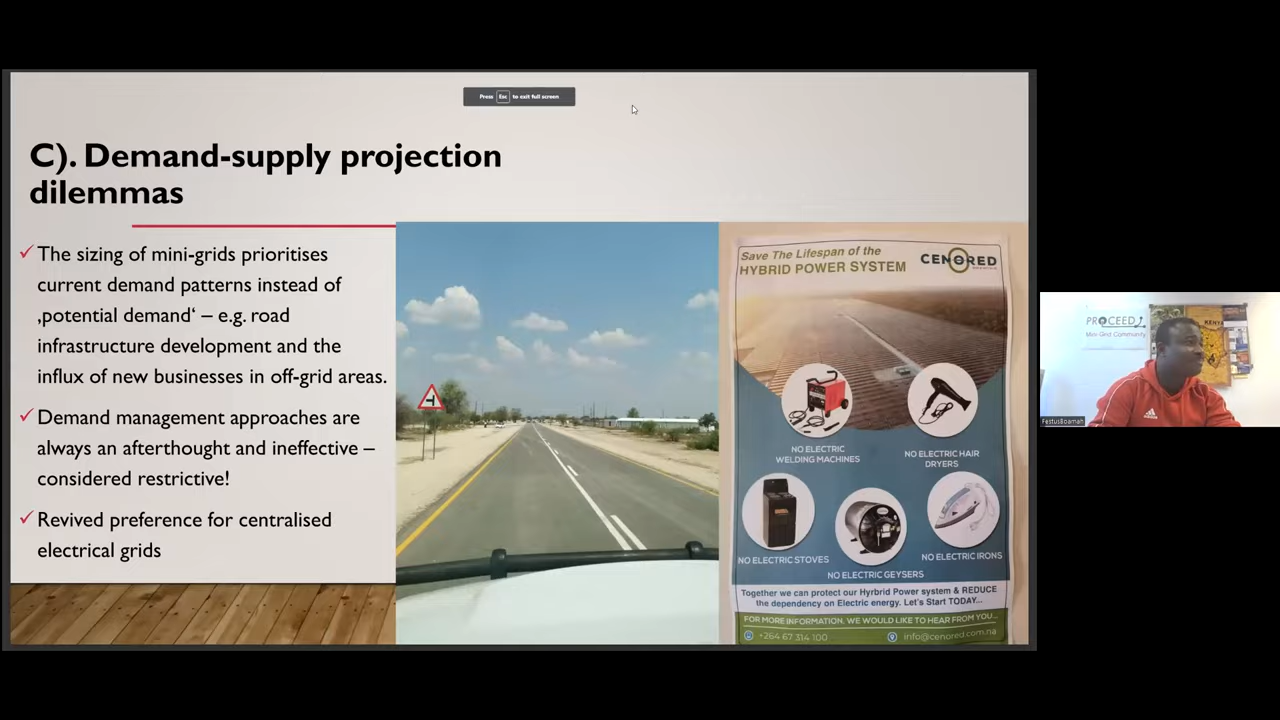 Press Esc to exit full screen
C). Demand-supply projection
dilemmas
✓ The sizing of mini-grids prioritises
current demand patterns instead of
‚potential demand‘ – e.g. road
infrastructure development and the
influx of new businesses in off-grid areas.
✓ Demand management approaches are
always an afterthought and ineffective –
considered restrictive!
✓ Revived preference for centralised
electrical grids
Save The Lifespan of the
HYBRID POWER SYSTEM
CENORED
NO ELECTRIC
WELDING MACHINES
NO ELECTRIC HAIR
DRYERS
NO ELECTRIC STOVES
NO ELECTRIC GEYSERS
NO ELECTRIC IRONS
Together we can protect our Hyrbrid Power system & REDUCE
the dependency on Electric energy. Let's Start TODAY...
FOR MORE INFORMATION. WE WOULD LIKE TO HEAR FROM YOU...
+264 67 314 100
info@cenored.com.na
PROCEED
Mini-Grid Community
KENYA
adidas
FestusBoamah